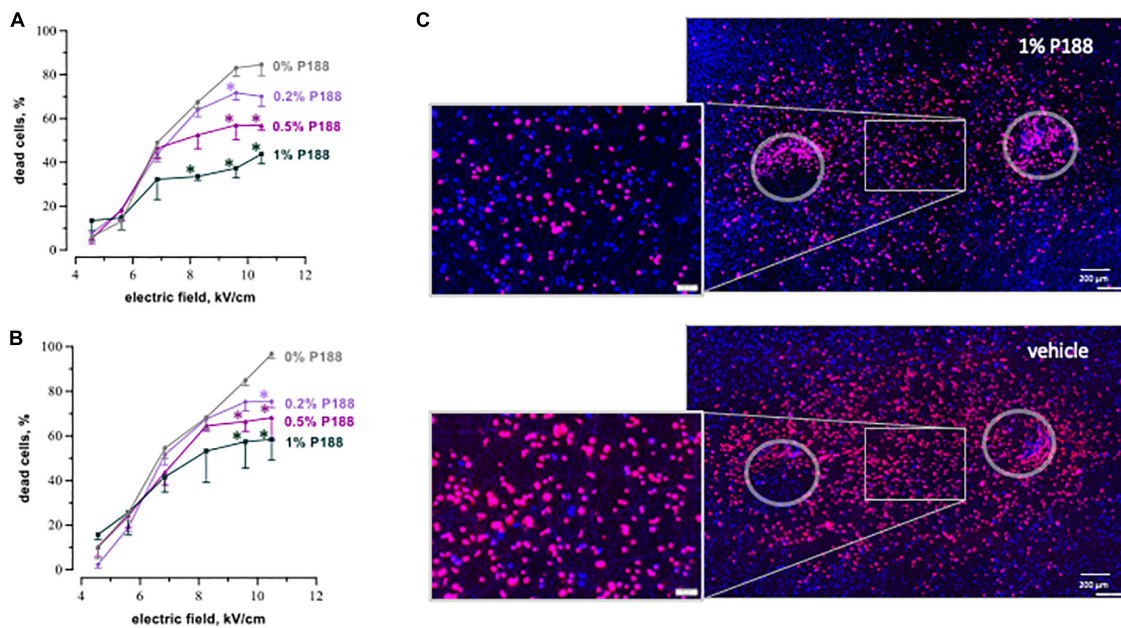 A
100
80
60
40
20
0
dead cells, %
4 6 8 10 12
electric field, kV/cm
0% P188
* 0.2% P188
* * 0.5% P188
* * * 1% P188
B
100
80
60
40
20
0
dead cells, %
4 6 8 10 12
electric field, kV/cm
0% P188
* 0.2% P188
* * 0.5% P188
* * 1% P188
C
1% P188
200 µm
vehicle
200 µm